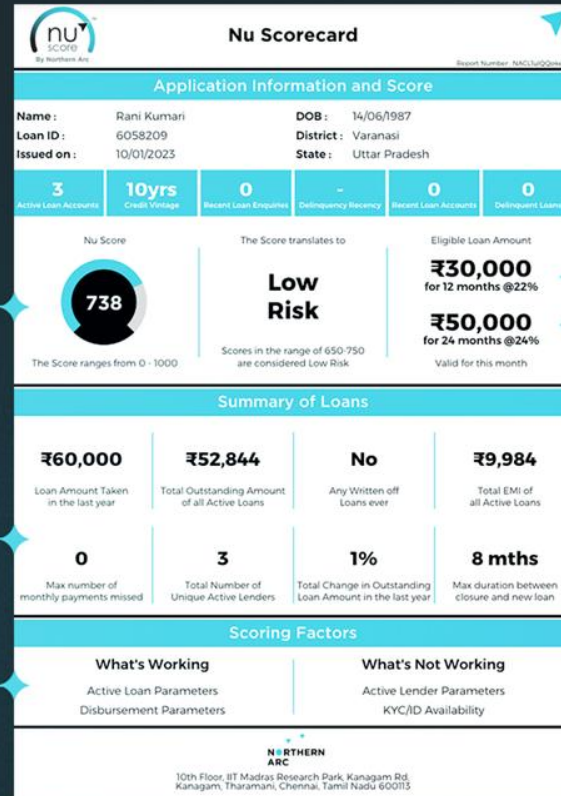 nu
score
By Northern Arc
Nu Scorecard
Report Number:
Application Information and Score
Name : Rani Kumari DOB : 14/06/1987
Loan ID : 6058209 District : Varanasi
Issued on : 10/01/2023 State : Uttar Pradesh
3 10yrs 0 - 0 0
Active Loan Accounts Credit Vintage Recent Loan Enquiries Delinquency Recency Recent Loan Accounts Delinquent Loans
Nu Score
738
The Score ranges from 0 - 1000
The Score translates to
Low
Risk
Scores in the range of 650-750
are considered Low Risk
Eligible Loan Amount
₹30,000
for 12 months @22%
₹50,000
for 24 months @24%
Valid for this month
Summary of Loans
₹60,000 ₹52,844 No ₹9,984
Loan Amount Taken Total Outstanding Amount Any Written off Total EMI of
in the last year of all Active Loans Loans ever all Active Loans
0 3 1% 8 mths
Max number of Total Number of Total Change in Outstanding Max duration between
monthly payments missed Unique Active Lenders Loan Amount in the last year closure and new loan
Scoring Factors
What's Working What's Not Working
Active Loan Parameters Active Lender Parameters
Disbursement Parameters KYC/ID Availability
NORTHERN
ARC
10th Floor, IIT Madras Research Park, Kanagam Rd,
Kanagam, Tharamani, Chennai, Tamil Nadu 600113